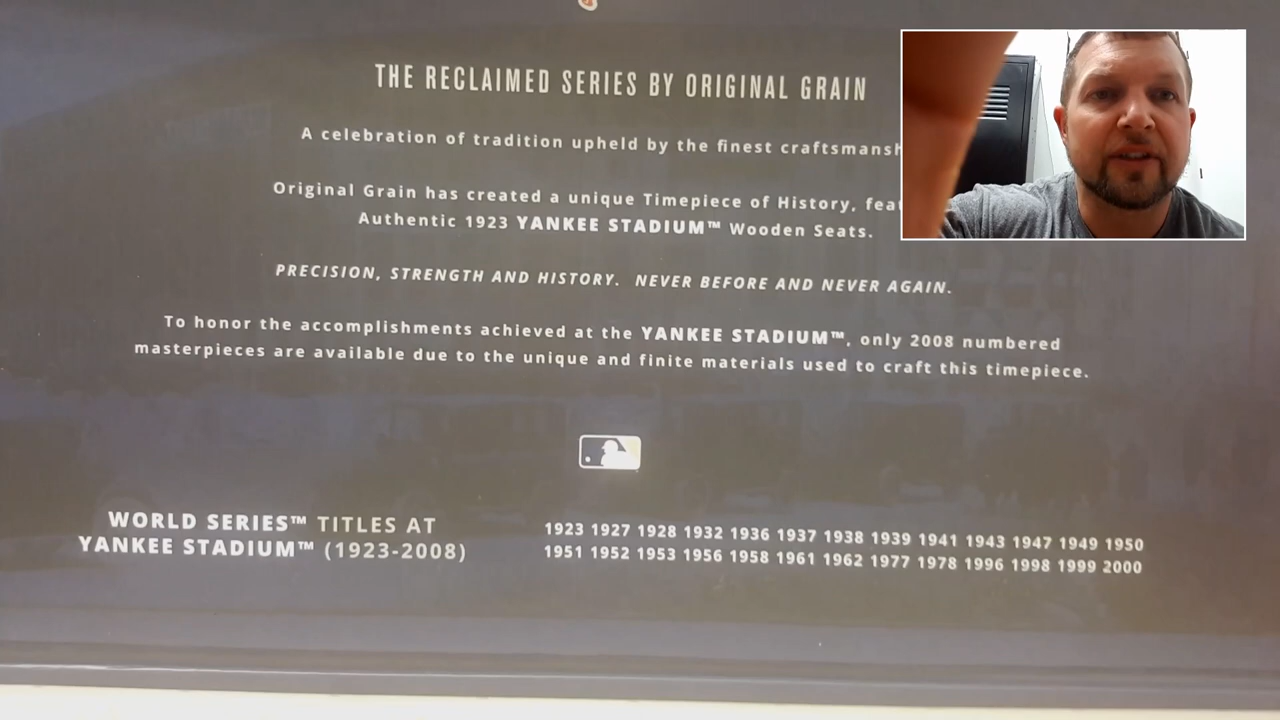 THE RECLAIMED SERIES BY ORIGINAL GRAIN
A celebration of tradition upheld by the finest
Original Grain has created a unique Timepiece of History,
Authentic 1923 YANKEE STADIUM™ Wooden Seats.
PRECISION, STRENGTH AND HISTORY. NEVER BEFORE AND NEVER AGAIN.
To honor the accomplishments achieved at the YANKEE STADIUM™, only 2008 numbered
masterpieces are available due to the unique and finite materials used to craft this timepiece.
WORLD SERIES™ TITLES AT
YANKEE STADIUM™ (1923-2008)
1923 1927 1928 1932 1936 1937 1938 1939 1941 1943 1947 1949 1950
1951 1952 1953 1956 1958 1961 1962 1977 1978 1996 1998 1999 2000